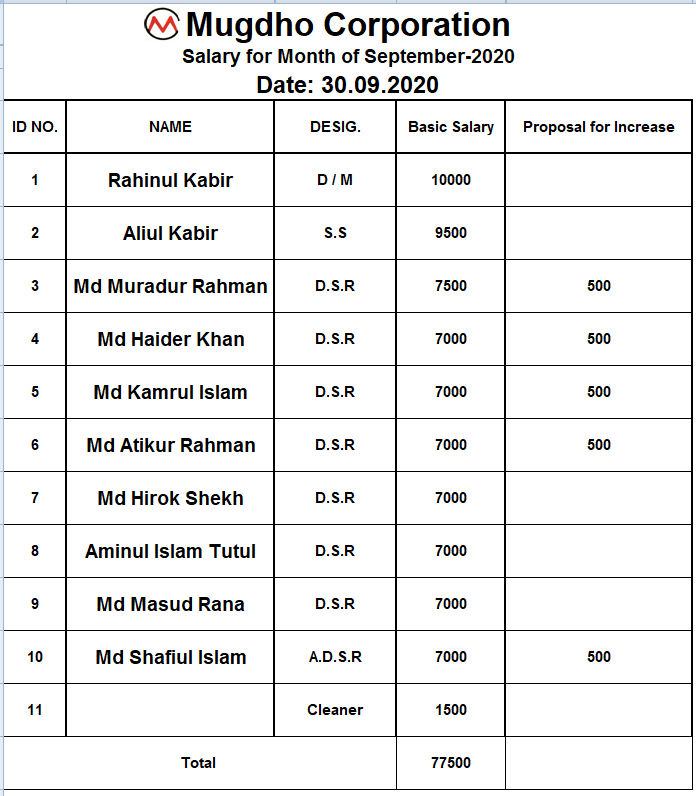 Mugdho Corporation
Salary for Month of September-2020
Date: 30.09.2020
ID NO. NAME DESIG. Basic Salary Proposal for Increase
1 Rahinul Kabir D / M 10000
2 Aliul Kabir S.S 9500
3 Md Muradur Rahman D.S.R 7500 500
4 Md Haider Khan D.S.R 7000 500
5 Md Kamrul Islam D.S.R 7000 500
6 Md Atikur Rahman D.S.R 7000 500
7 Md Hirok Shekh D.S.R 7000
8 Aminul Islam Tutul D.S.R 7000
9 Md Masud Rana D.S.R 7000
10 Md Shafiul Islam A.D.S.R 7000 500
11 Cleaner 1500
Total 77500